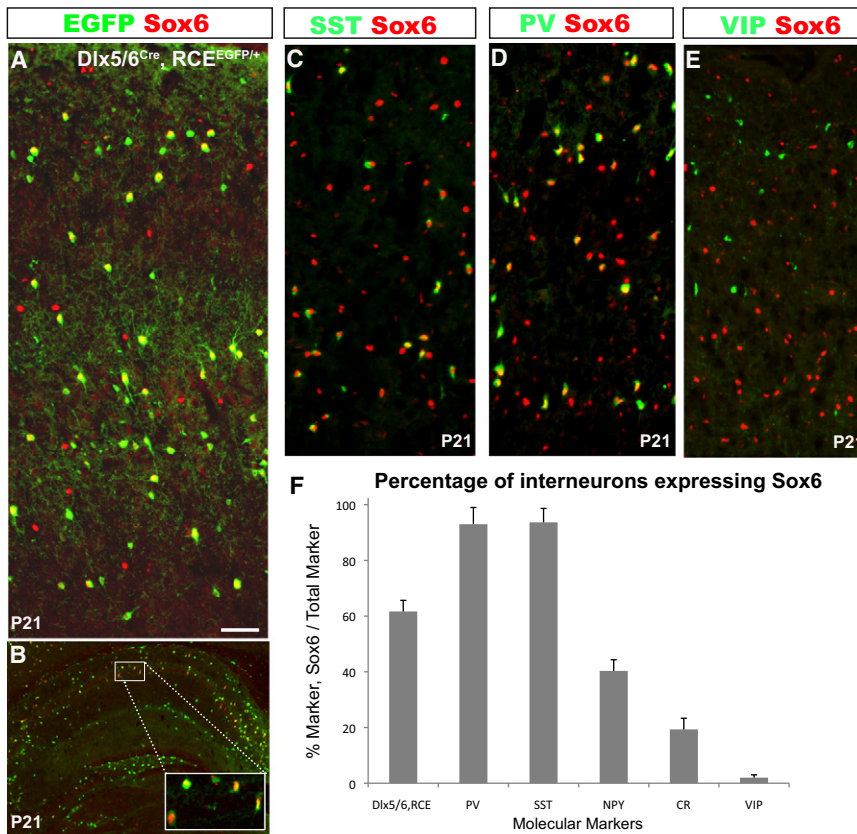 EGFP Sox6
SST Sox6
PV Sox6
VIP Sox6
A
Dlx5/6Cre, RCEEGFP/+
C
D
E
P21
P21
P21
P21
B
P21
F
Percentage of interneurons expressing Sox6
% Marker, Sox6 / Total Marker
100
80
60
40
20
0
Dlx5/6,RCE PV SST NPY CR VIP
Molecular Markers